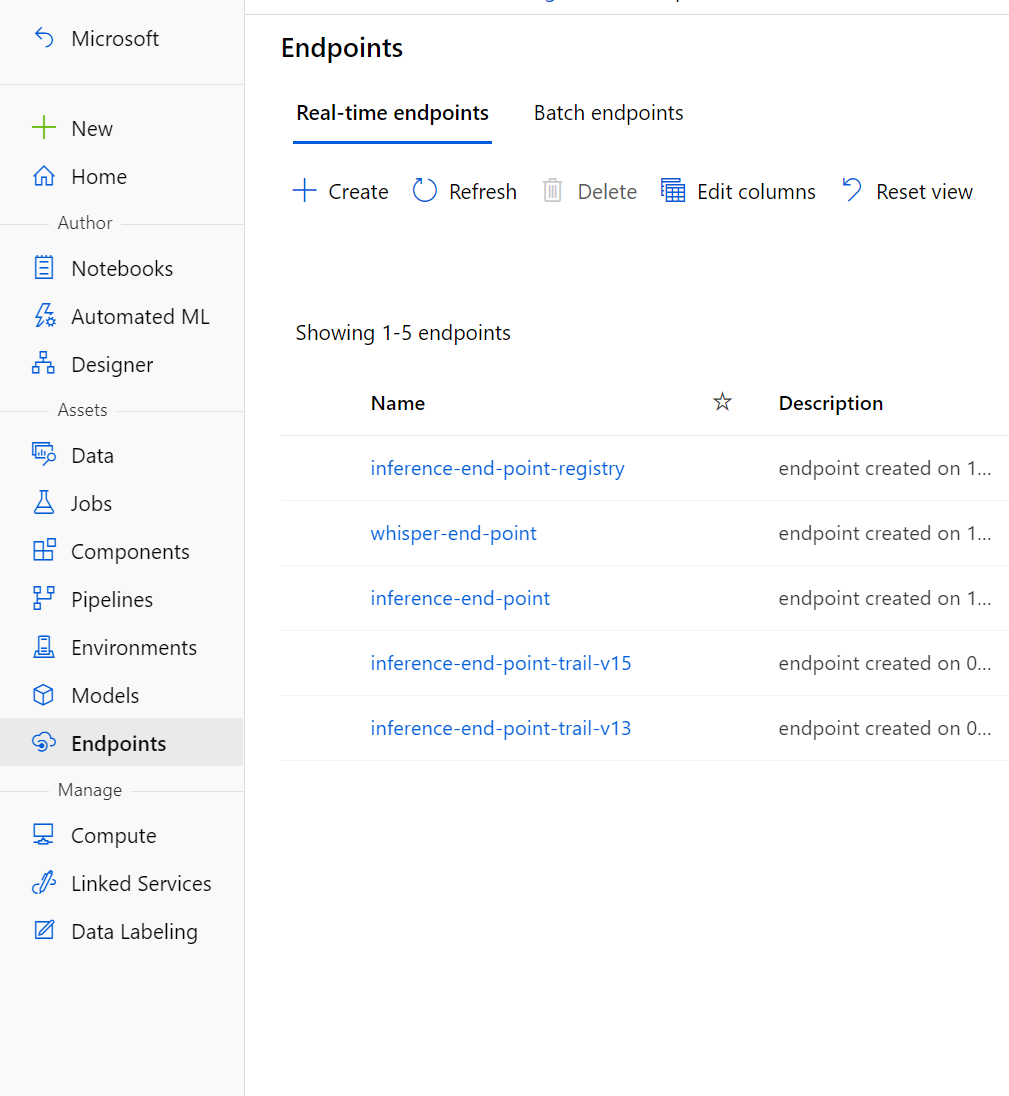 Microsoft
New
Home
Author
Notebooks
Automated ML
Designer
Assets
Data
Jobs
Components
Pipelines
Environments
Models
Endpoints
Manage
Compute
Linked Services
Data Labeling
Endpoints
Real-time endpoints Batch endpoints
Create Refresh Delete Edit columns Reset view
Showing 1-5 endpoints
Name Description
inference-end-point-registry endpoint created on 1...
whisper-end-point endpoint created on 1...
inference-end-point endpoint created on 1...
inference-end-point-trail-v15 endpoint created on 0...
inference-end-point-trail-v13 endpoint created on 0...